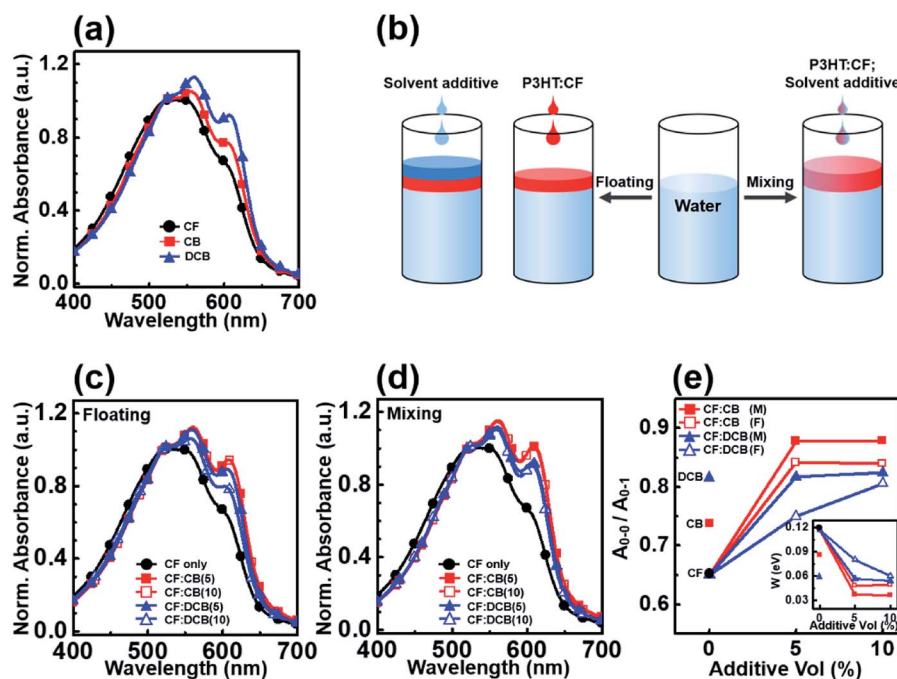 (a)
Norm. Absorbance (a.u.)
1.2
0.8
0.4
0.0
CF
CB
DCB
400 500 600 700
Wavelength (nm)
(b)
Solvent additive
P3HT:CF
P3HT:CF;
Solvent additive
Floating
Water
Mixing
(c)
Norm. Absorbance (a.u.)
1.2
0.8
0.4
0.0
Floating
CF only
CF:CB(5)
CF:CB(10)
CF:DCB(5)
CF:DCB(10)
400 500 600 700
Wavelength (nm)
(d)
Norm. Absorbance (a.u.)
1.2
0.8
0.4
0.0
Mixing
CF only
CF:CB(5)
CF:CB(10)
CF:DCB(5)
CF:DCB(10)
400 500 600 700
Wavelength (nm)
(e)
A0-0 / A0-1
0.9
0.8
0.7
0.6
CF:CB (M)
CF:CB (F)
CF:DCB(M)
CF:DCB(F)
DCB
CB
CF
W (eV)
0.12
0.09
0.06
0.03
0 5 10
Additive Vol (%)
0 5 10
Additive Vol (%)